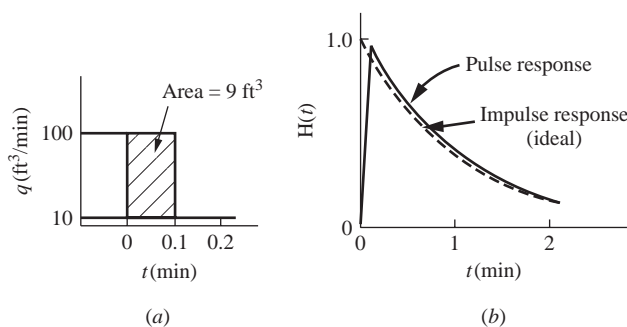 Area = 9 ft³
q (ft³/min)
100
10
0
0.1
0.2
t (min)
(a)
H(t)
1.0
Pulse response
Impulse response
(ideal)
0
0
1
2
t (min)
(b)